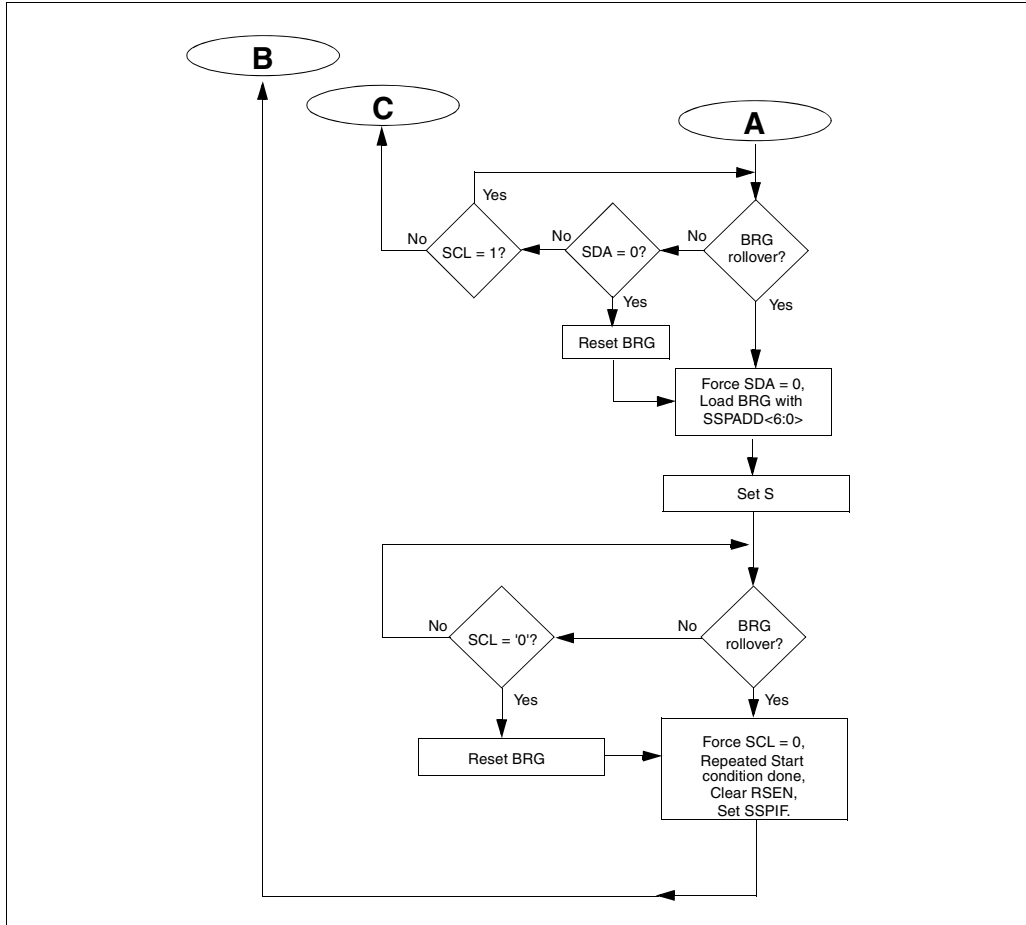 B
C
A
Yes
No
SCL = 1?
No
SDA = 0?
No
BRG
rollover?
Yes
Yes
Reset BRG
Force SDA = 0,
Load BRG with
SSPADD<6:0>
Set S
No
SCL = '0'?
No
BRG
rollover?
Yes
Yes
Reset BRG
Force SCL = 0,
Repeated Start
condition done,
Clear RSEN,
Set SSPIF.